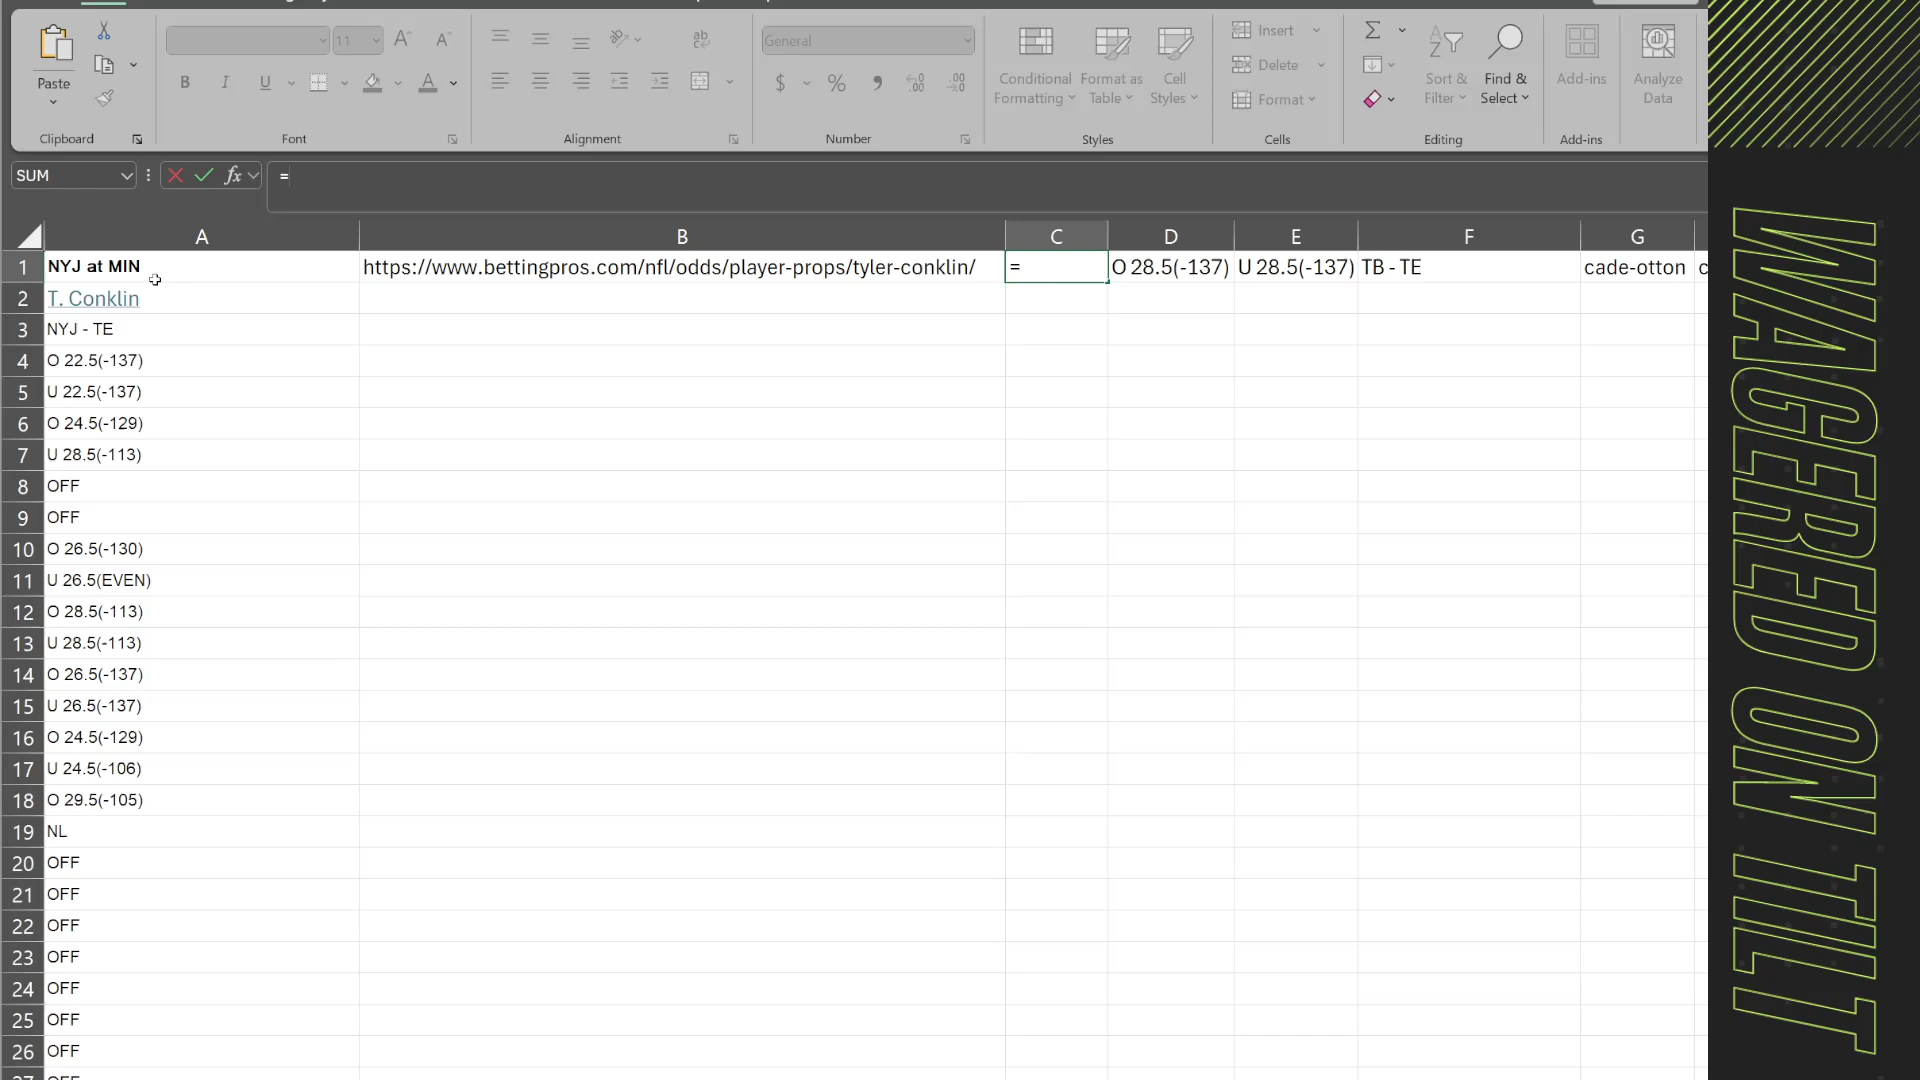 11
General
Insert
Paste
Conditional Formatting
Format as Table
Cell Styles
Delete
Format
Sort & Filter
Find & Select
Add-ins
Analyze Data
Clipboard
Font
Alignment
Number
Styles
Cells
Editing
Add-ins
SUM
fx
=
A B C D E F G
1 NYJ at MIN https://www.bettingpros.com/nfl/odds/player-props/tyler-conklin/ = O 28.5(-137) U 28.5(-137) TB - TE cade-otton c
2 T. Conklin
3 NYJ - TE
4 O 22.5(-137)
5 U 22.5(-137)
6 O 24.5(-129)
7 U 28.5(-113)
8 OFF
9 OFF
10 O 26.5(-130)
11 U 26.5(EVEN)
12 O 28.5(-113)
13 U 28.5(-113)
14 O 26.5(-137)
15 U 26.5(-137)
16 O 24.5(-129)
17 U 24.5(-106)
18 O 29.5(-105)
19 NL
20 OFF
21 OFF
22 OFF
23 OFF
24 OFF
25 OFF
26 OFF
WAGERED ON TILT